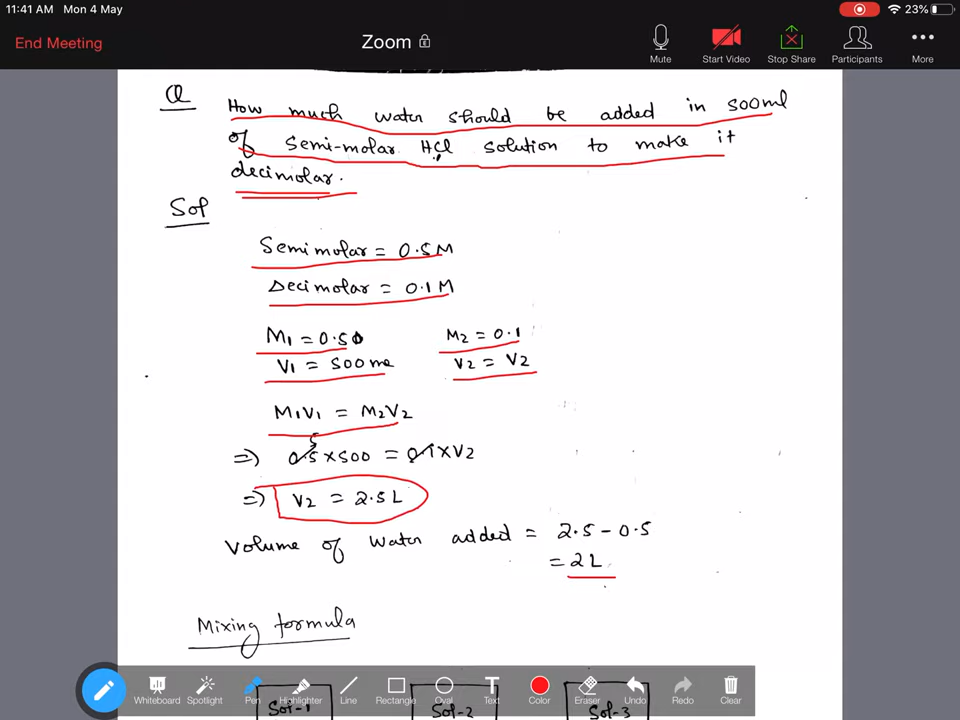 11:41 AM Mon 4 May
23%
End Meeting
Zoom
Mute
Start Video
Stop Share
Participants
More
Q How much water should be added in 500ml
of Semi-molar HCl solution to make it
decimolar.
Sol
Semimolar = 0.5M
Decimolar = 0.1M
M1 = 0.50 M2 = 0.1
V1 = 500ml V2 = V2
M1V1 = M2V2
5
⇒ 0.5 × 500 = 0.1 × V2
⇒ V2 = 2.5 L
Volume of Water added = 2.5 - 0.5
= 2L
Mixing formula
Whiteboard
Spotlight
Pen
Highlighter
Line
Rectangle
Oval
Text
Color
Eraser
Undo
Redo
Clear
Sol-1 Sol-2 Sol-3